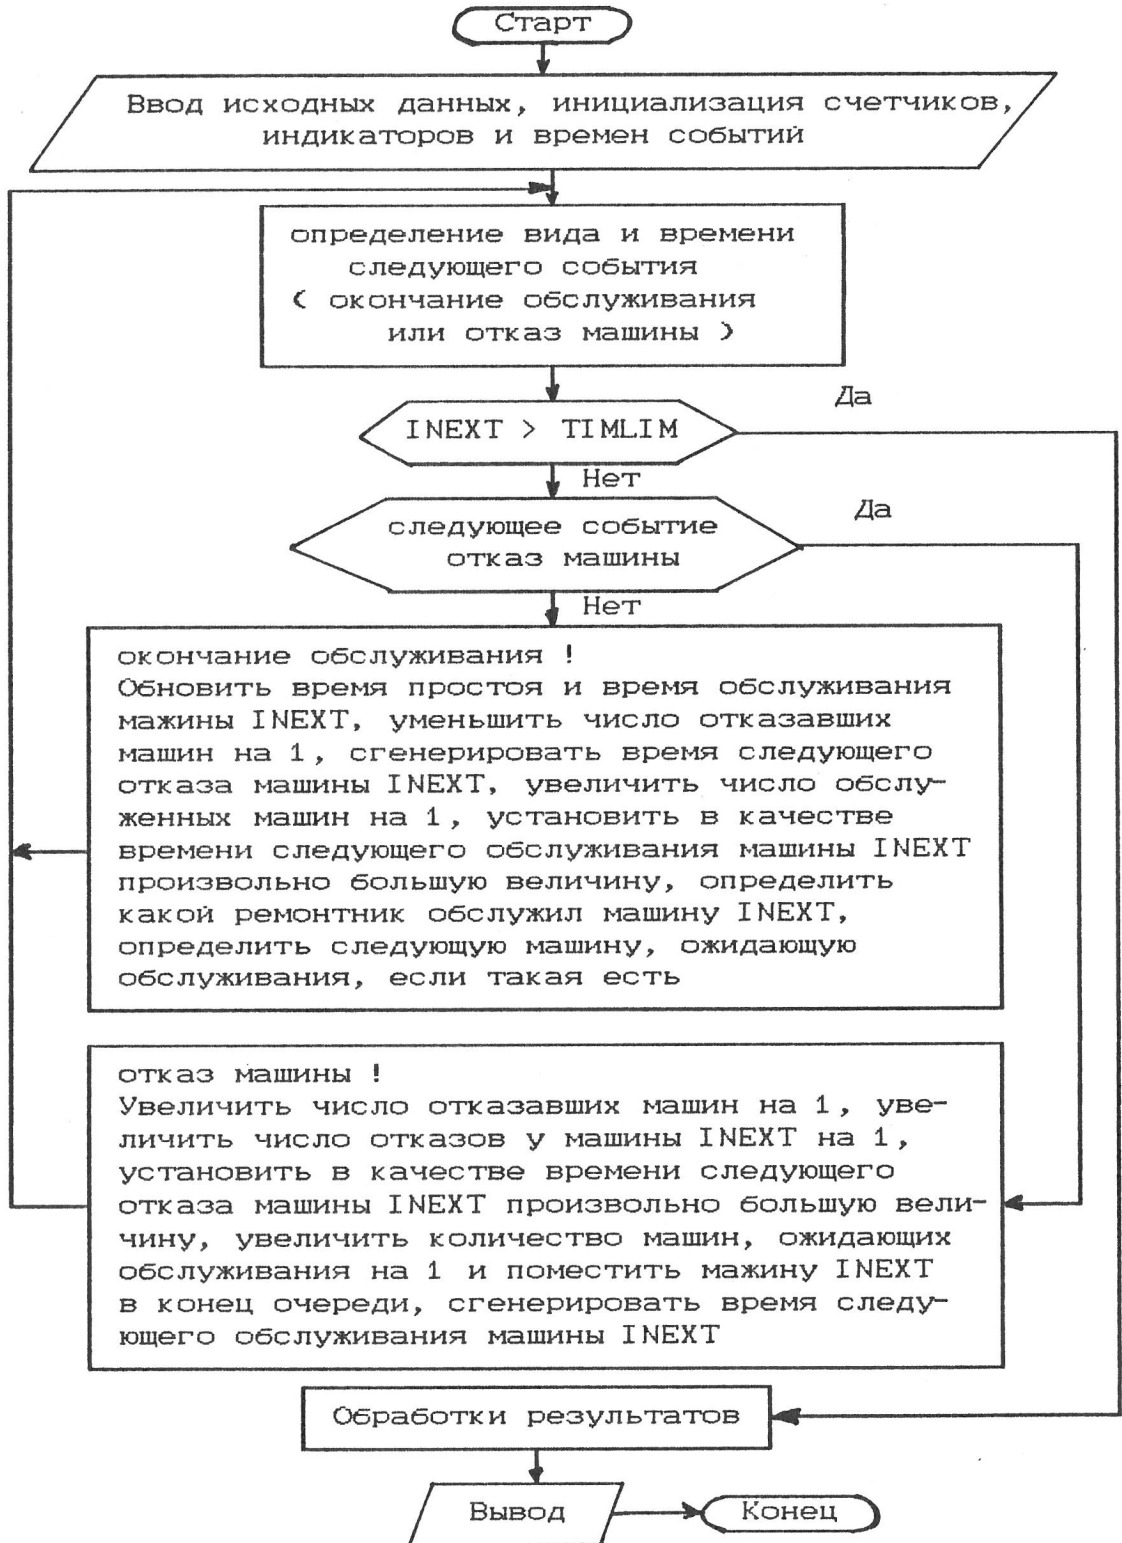 Старт
Ввод исходных данных, инициализация счетчиков,
индикаторов и времен событий
определение вида и времени
следующего события
( окончание обслуживания
или отказ машины )
INEXT > TIMLIM
Да
Нет
следующее событие
отказ машины
Да
Нет
окончание обслуживания !
Обновить время простоя и время обслуживания
мажины INEXT, уменьшить число отказавших
машин на 1, сгенерировать время следующего
отказа машины INEXT, увеличить число обслу-
женных машин на 1, установить в качестве
времени следующего обслуживания машины INEXT
произвольно большую величину, определить
какой ремонтник обслужил машину INEXT,
определить следующую машину, ожидающую
обслуживания, если такая есть
отказ машины !
Увеличить число отказавших машин на 1, уве-
личить число отказов у машины INEXT на 1,
установить в качестве времени следующего
отказа машины INEXT произвольно большую вели-
чину, увеличить количество машин, ожидающих
обслуживания на 1 и поместить мажину INEXT
в конец очереди, сгенерировать время следу-
ющего обслуживания машины INEXT
Обработки результатов
Вывод
Конец